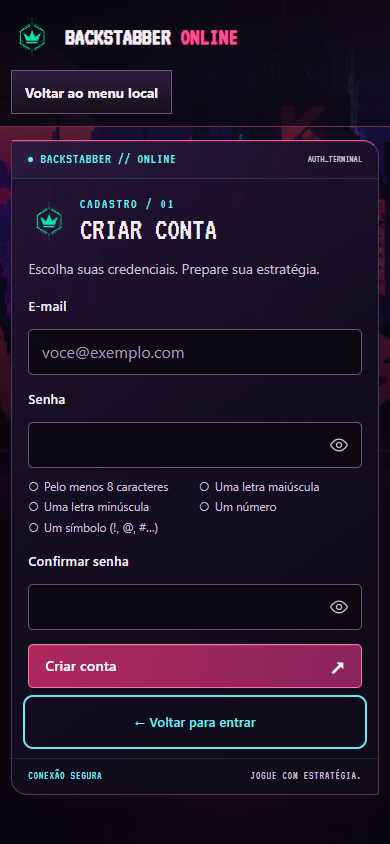 BACKSTABBER ONLINE
Voltar ao menu local
BACKSTABBER // ONLINE
AUTH_TERMINAL
CADASTRO / 01
CRIAR CONTA
Escolha suas credenciais. Prepare sua estratégia.
E-mail
voce@exemplo.com
Senha
Pelo menos 8 caracteres
Uma letra maiúscula
Uma letra minúscula
Um número
Um símbolo (!, @, #...)
Confirmar senha
Criar conta ↗
← Voltar para entrar
CONEXÃO SEGURA
JOGUE COM ESTRATÉGIA.